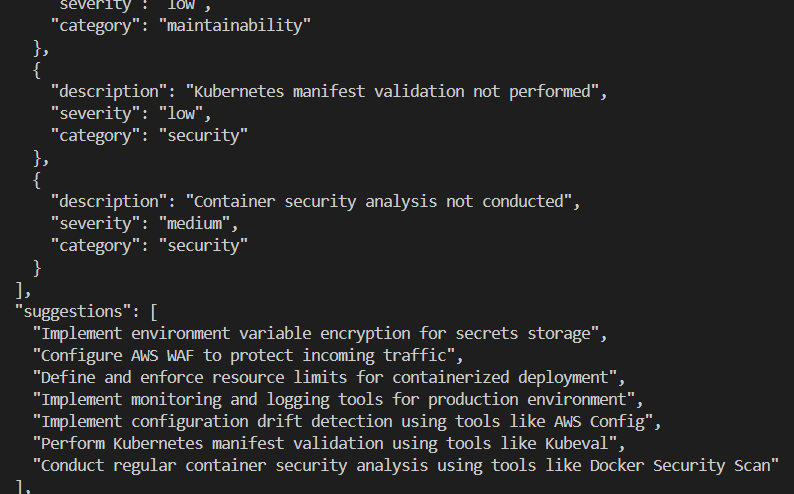 "severity": "low",
"category": "maintainability"
},
{
"description": "Kubernetes manifest validation not performed",
"severity": "low",
"category": "security"
},
{
"description": "Container security analysis not conducted",
"severity": "medium",
"category": "security"
}
],
"suggestions": [
"Implement environment variable encryption for secrets storage",
"Configure AWS WAF to protect incoming traffic",
"Define and enforce resource limits for containerized deployment",
"Implement monitoring and logging tools for production environment",
"Implement configuration drift detection using tools like AWS Config",
"Perform Kubernetes manifest validation using tools like Kubeval",
"Conduct regular container security analysis using tools like Docker Security Scan"
],